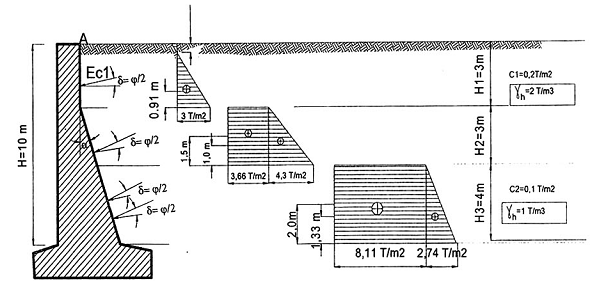 A
Ec1\
δ= φ/2
H=10 m
α
δ= φ/2
δ= φ/2
δ= φ/2
0.91 m
3 T/m2
1,5 m
1,0 m
3,66 T/m2
4,3 T/m2
2,0m
1,33 m
8,11 T/m2
2,74 T/m2
H1=3m
H2=3m
H3=4m
C1=0,2T/m2
γh =2 T/m3
C2=0,1 T/m2
γh =1 T/m3